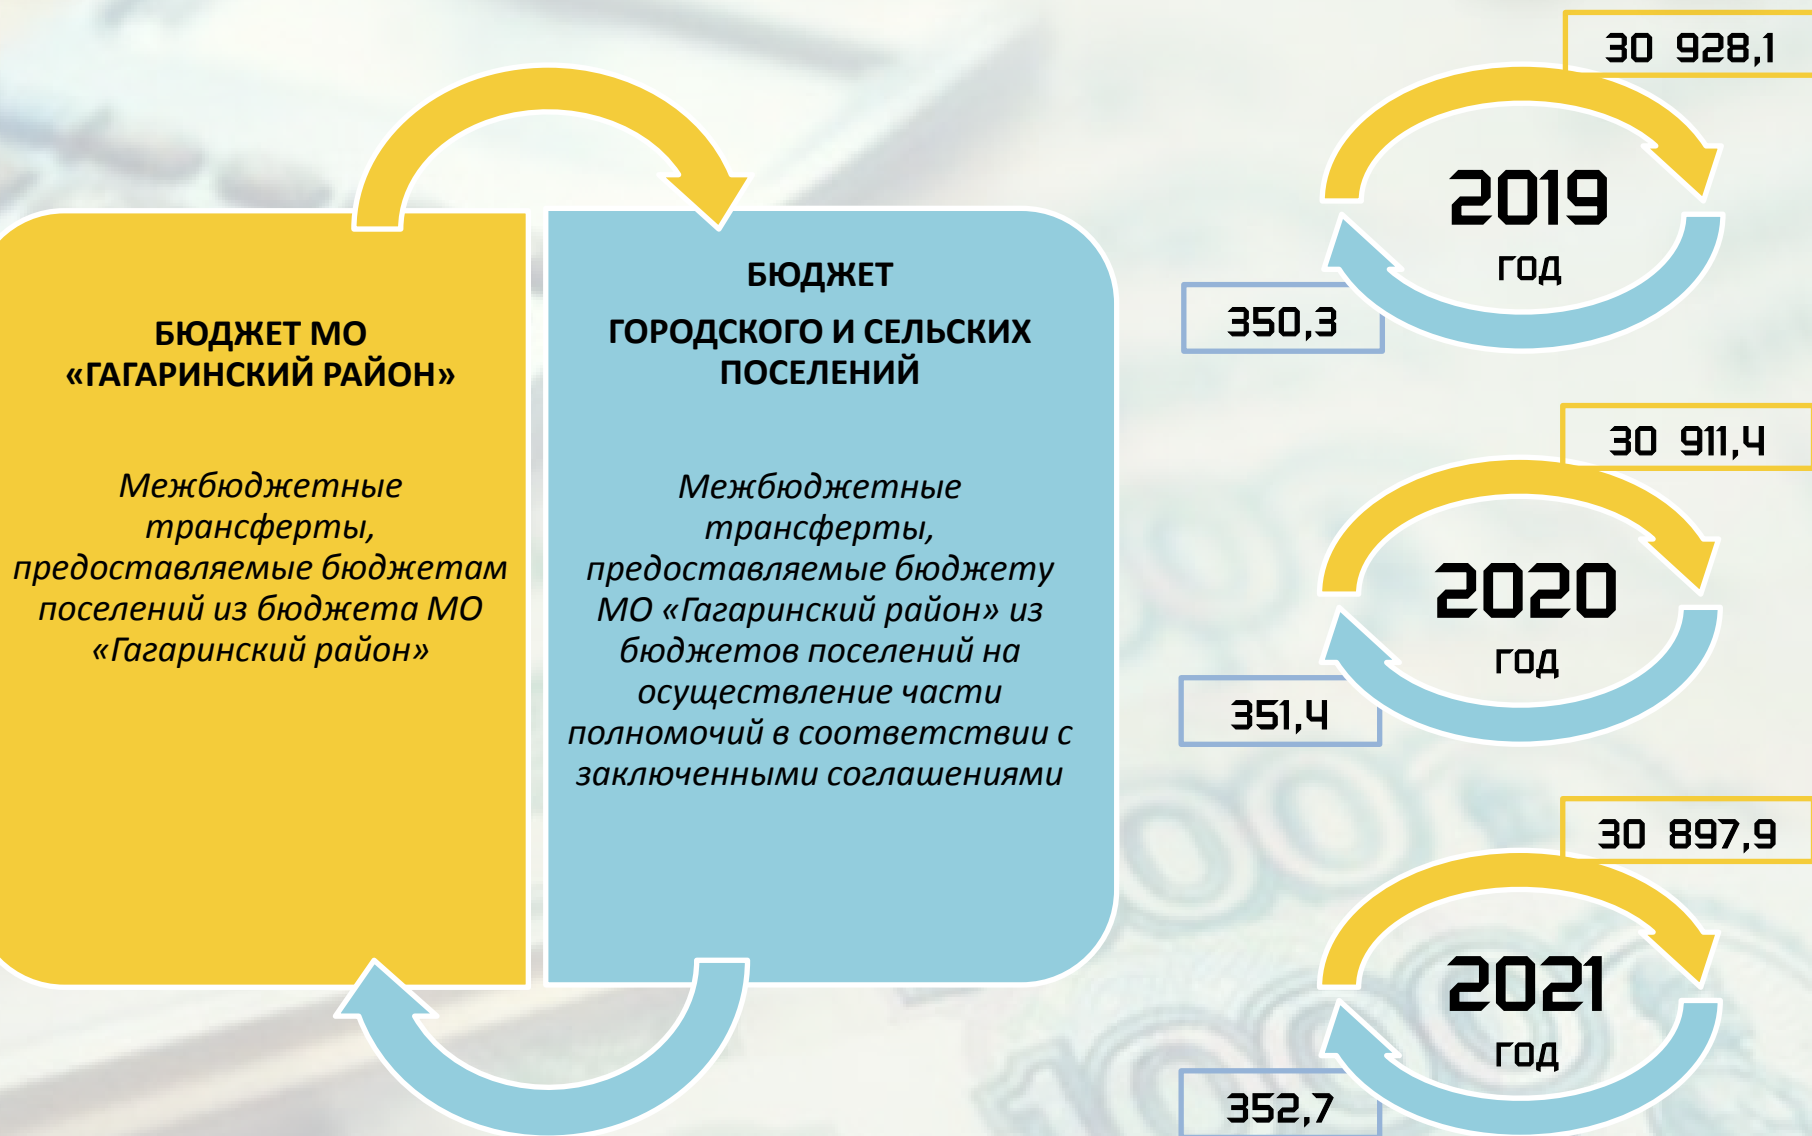 БЮДЖЕТ МО
«ГАГАРИНСКИЙ РАЙОН»
Межбюджетные
трансферты,
предоставляемые бюджетам
поселений из бюджета МО
«Гагаринский район»
БЮДЖЕТ
ГОРОДСКОГО И СЕЛЬСКИХ
ПОСЕЛЕНИЙ
Межбюджетные
трансферты,
предоставляемые бюджету
МО «Гагаринский район» из
бюджетов поселений на
осуществление части
полномочий в соответствии с
заключенными соглашениями
30 928,1
2019
год
350,3
30 911,4
2020
год
351,4
30 897,9
2021
год
352,7